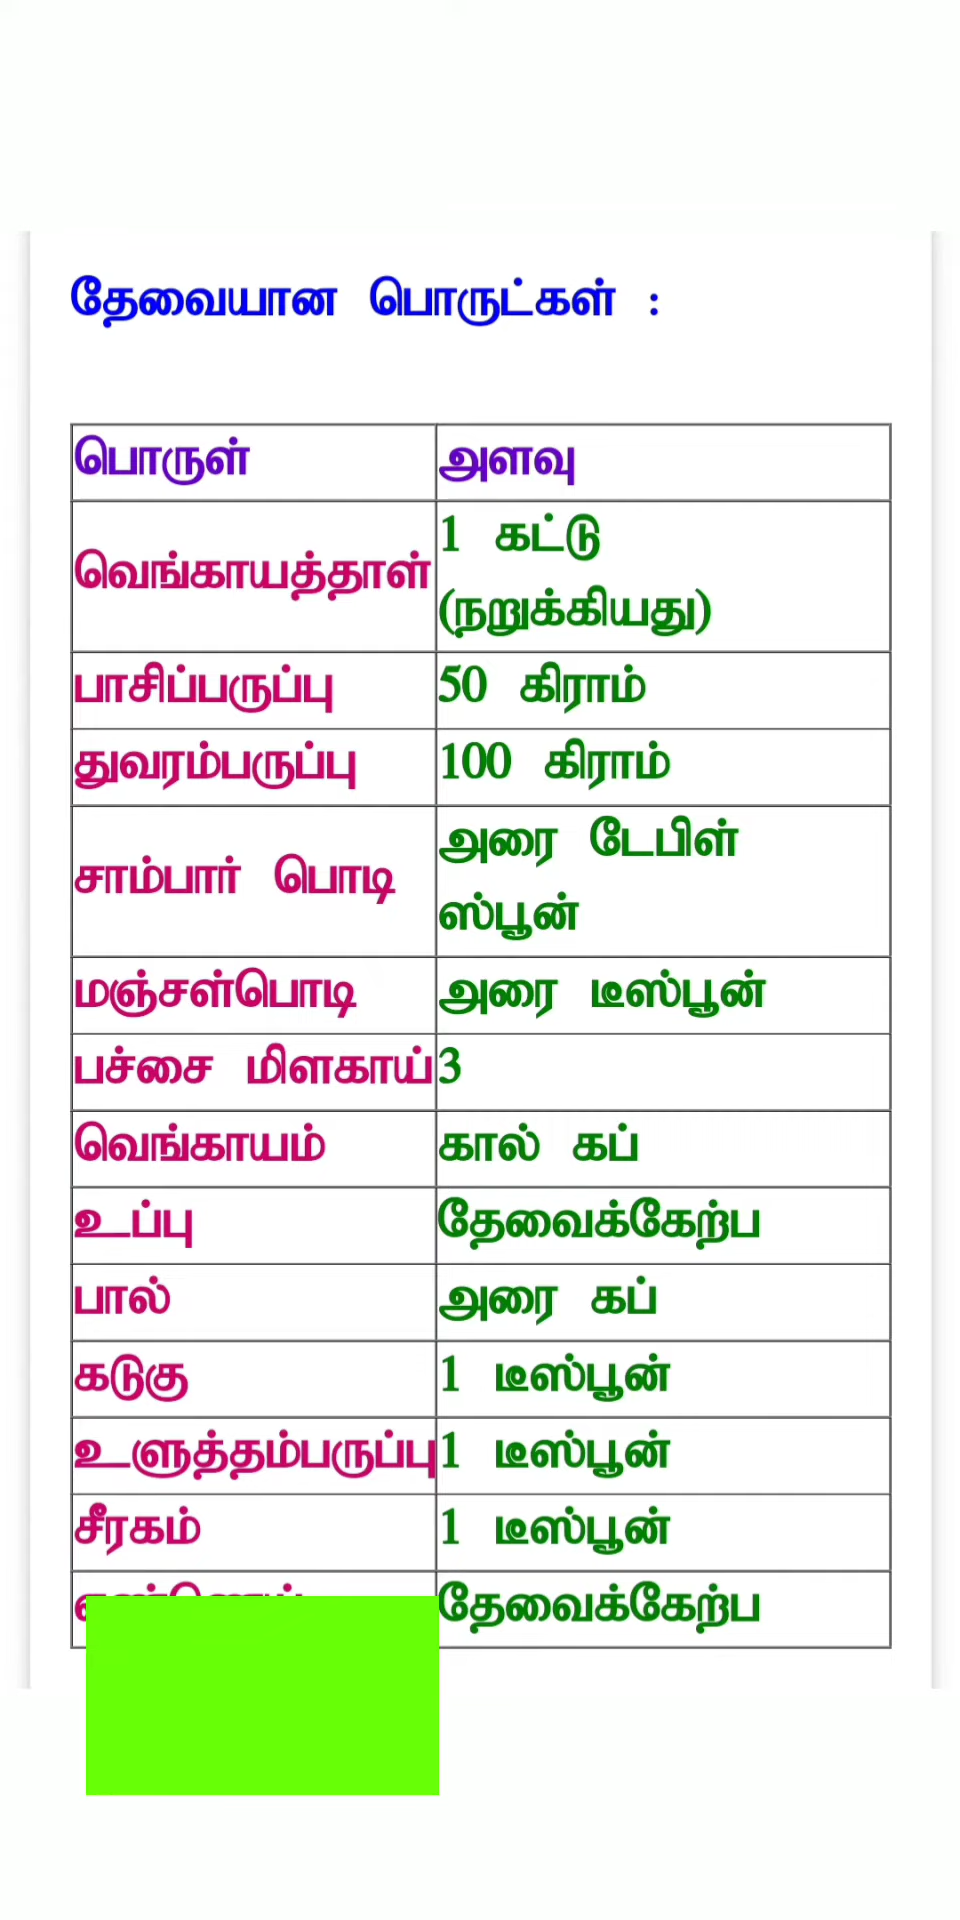 தேவையான பொருட்கள் :
பொருள் அளவு
வெங்காயத்தாள் 1 கட்டு
(நறுக்கியது)
பாசிப்பருப்பு 50 கிராம்
துவரம்பருப்பு 100 கிராம்
சாம்பார் பொடி அரை டேபிள்
ஸ்பூன்
மஞ்சள்பொடி அரை டீஸ்பூன்
பச்சை மிளகாய் 3
வெங்காயம் கால் கப்
உப்பு தேவைக்கேற்ப
பால் அரை கப்
கடுகு 1 டீஸ்பூன்
உளுத்தம்பருப்பு 1 டீஸ்பூன்
சீரகம் 1 டீஸ்பூன்
தேவைக்கேற்ப